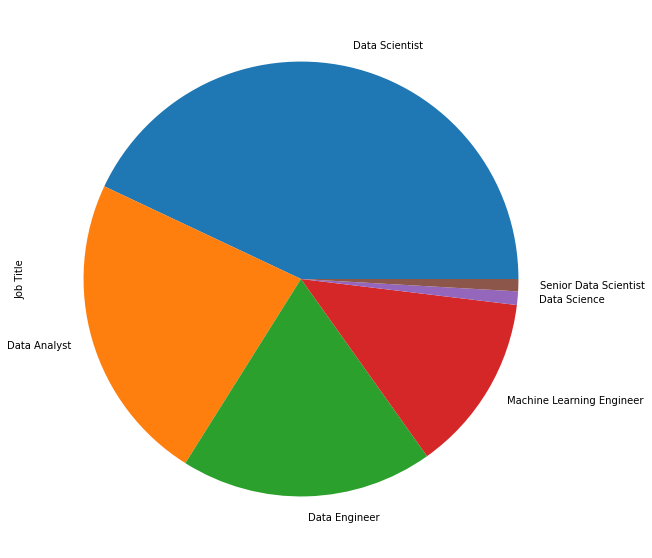 Data Scientist
Job Title
Senior Data Scientist
Data Science
Data Analyst
Machine Learning Engineer
Data Engineer